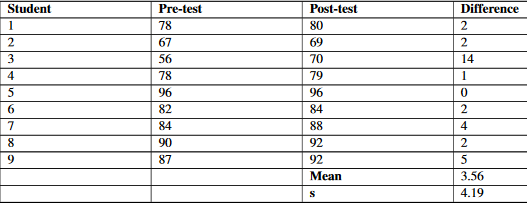 Student Pre-test Post-test Difference
1 78 80 2
2 67 69 2
3 56 70 14
4 78 79 1
5 96 96 0
6 82 84 2
7 84 88 4
8 90 92 2
9 87 92 5
Mean 3.56
s 4.19